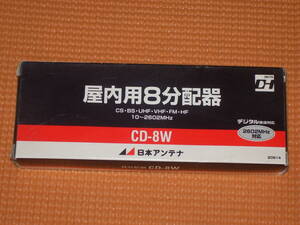 DH
屋内用8分配器
CS・BS・UHF・VHF・FM・HF
10〜2602MHz
デジタル放送対応
2602MHz
対応
CD-8W
日本アンテナ
CD-8W